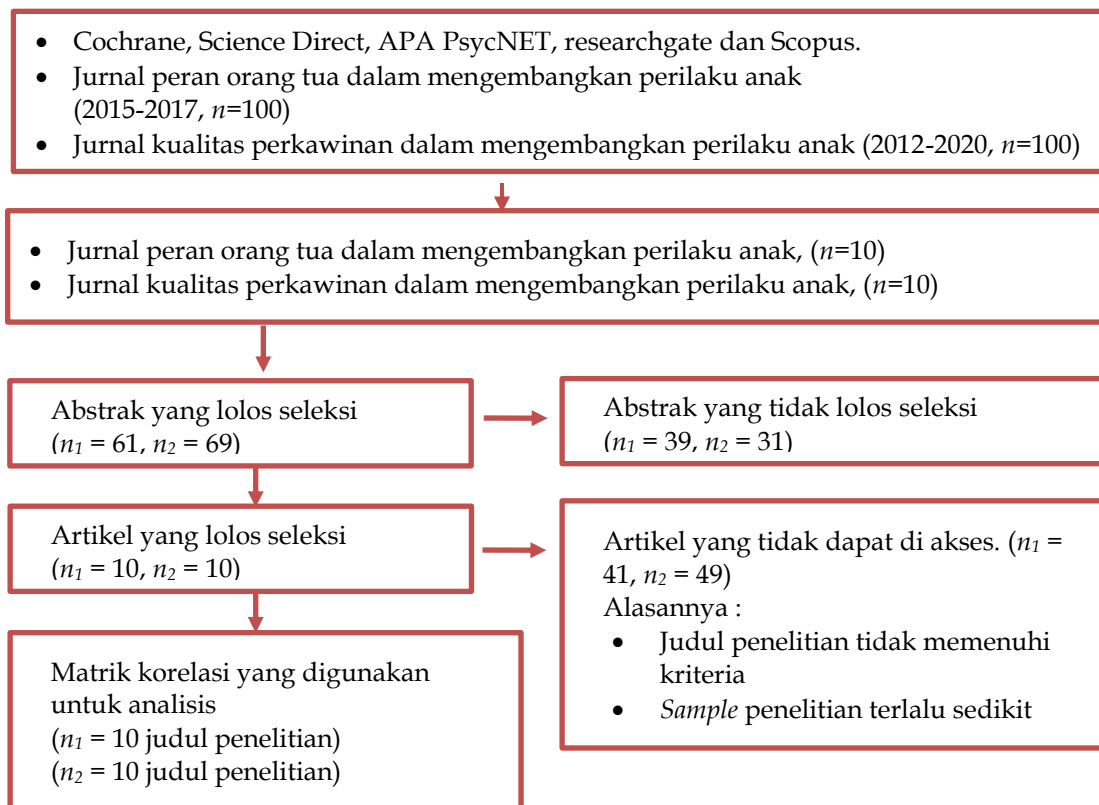 • Cochrane, Science Direct, APA PsycNET, researchgate dan Scopus.
• Jurnal peran orang tua dalam mengembangkan perilaku anak
(2015-2017, n=100)
• Jurnal kualitas perkawinan dalam mengembangkan perilaku anak (2012-2020, n=100)
• Jurnal peran orang tua dalam mengembangkan perilaku anak, (n=10)
• Jurnal kualitas perkawinan dalam mengembangkan perilaku anak, (n=10)
Abstrak yang lolos seleksi
(n₁ = 61, n₂ = 69)
Abstrak yang tidak lolos seleksi
(n₁ = 39, n₂ = 31)
Artikel yang lolos seleksi
(n₁ = 10, n₂ = 10)
Artikel yang tidak dapat di akses. (n₁ =
41, n₂ = 49)
Alasannya :
• Judul penelitian tidak memenuhi
kriteria
• Sample penelitian terlalu sedikit
Matrik korelasi yang digunakan
untuk analisis
(n₁ = 10 judul penelitian)
(n₂ = 10 judul penelitian)